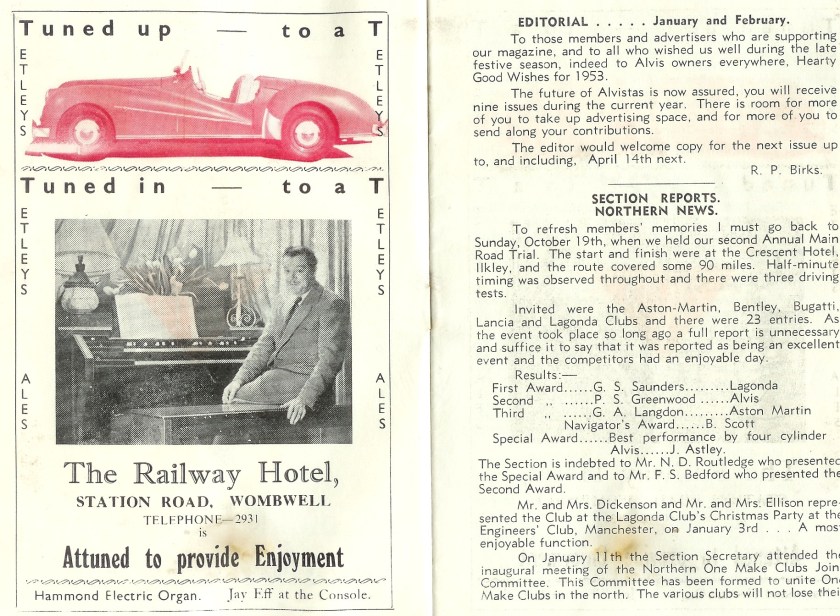 Tuned up — to a T
ETLEYS
ETLEYS
Tuned in — to a T
ETLEYS
ETLEYS
ALES
ALES
The Railway Hotel,
STATION ROAD, WOMBWELL
TELEPHONE—2931
is
Attuned to provide Enjoyment
Hammond Electric Organ. Jay Eff at the Console.
EDITORIAL . . . . . January and February.
To those members and advertisers who are supporting
our magazine, and to all who wished us well during the late
festive season, indeed to Alvis owners everywhere, Hearty
Good Wishes for 1953.
The future of Alvistas is now assured, you will receive
nine issues during the current year. There is room for more
of you to take up advertising space, and for more of you to
send along your contributions.
The editor would welcome copy for the next issue up
to, and including, April 14th next.
R. P. Birks.
SECTION REPORTS.
NORTHERN NEWS.
To refresh members' memories I must go back to
Sunday, October 19th, when we held our second Annual Main
Road Trial. The start and finish were at the Crescent Hotel,
Ilkley, and the route covered some 90 miles. Half-minute
timing was observed throughout and there were three driving
tests.
Invited were the Aston-Martin, Bentley, Bugatti,
Lancia and Lagonda Clubs and there were 23 entries. As
the event took place so long ago a full report is unnecessary
and suffice it to say that it was reported as being an excellent
event and the competitors had an enjoyable day.
Results:—
First Award......G. S. Saunders.........Lagonda
Second ,, ......P. S. Greenwood ......Alvis
Third ,, ......G. A. Langdon.........Aston Martin
Navigator's Award......B. Scott
Special Award......Best performance by four cylinder
Alvis......J. Astley.
The Section is indebted to Mr. N. D. Routledge who presented
the Special Award and to Mr. F. S. Bedford who presented the
Second Award.
Mr. and Mrs. Dickenson and Mr. and Mrs. Ellison repre-
sented the Club at the Lagonda Club's Christmas Party at the
Engineers' Club, Manchester, on January 3rd . . . A mos
enjoyable function.
On January 11th the Section Secretary attended the
inaugural meeting of the Northern One Make Clubs Join
Committee. This Committee has been formed to unite On
Make Clubs in the north. The various clubs will not lose the